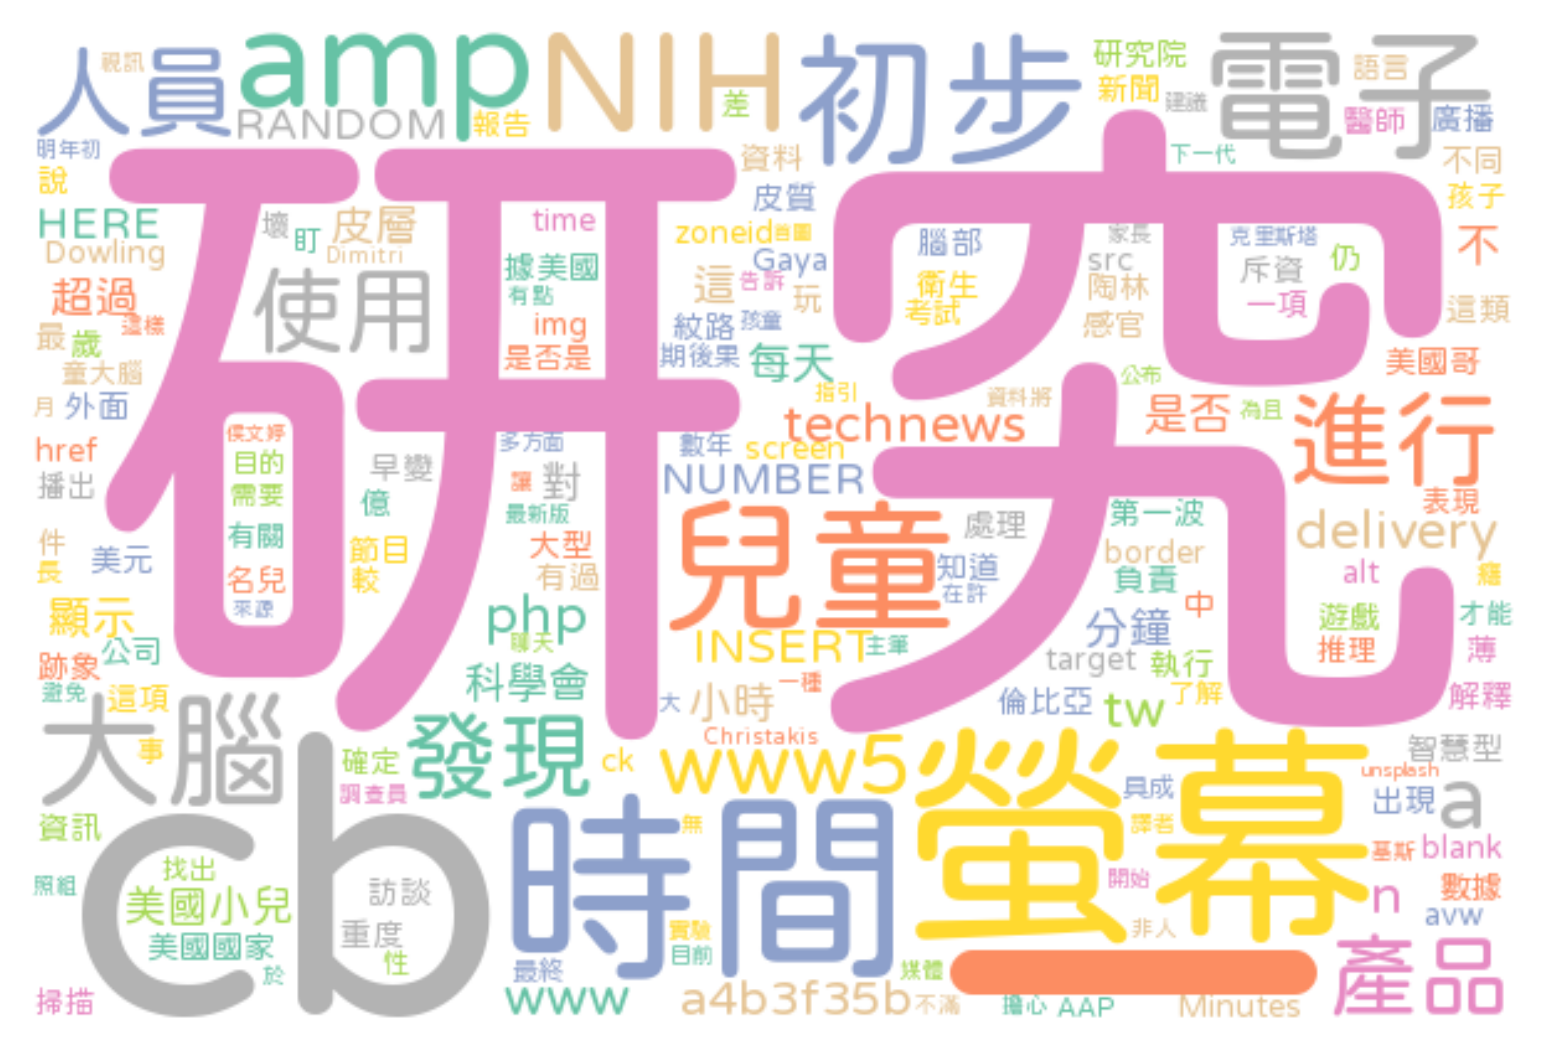 人員
視訊
amp
RANDOM
報告
NIH
差
初步
研究院
新聞
建議
電子
語言
醫師
廣播
明年初
說
HERE
Dowling
超過
這樣
最
歲
童大腦
月
外面
href
播出
件
長
美元
顯示
公司
跡象
避免
這項
研究
壞
盯
皮層
Dimitri
使用
time
據美國
有點
img
是否是
資料
皮質
zoneid
Gaya
這
告訴
玩
紋路
孩童
期後果
每天
指引
technews
資料將
數年
screen
NUMBER
腦部
衛生
考試
家長
src
陶林
感官
下一代
克里斯塔
斥資
仍
一項
不同
孩子
不
這類
美國哥
公布
是否
為且
進行
表現
delivery
侯文婷
目的
需要
有關
名兒
來源
早變
億
節目
較
多方面
讓
對
最新版
大型
有過
php
聊天
科學會
兒童
處理
知道
在許
INSERT
主筆
大
小時
一種
Christakis
第一波
border
負責
中
分鐘
target
執行
倫比亞
tw
了解
alt
癮
遊戲
才能
推理
薄
解釋
大腦
事
確定
調查員
發現
ck
www5
螢幕
具成
譯者
智慧型
unsplash
出現
a
資訊
照組
掃描
cb
找出
美國小兒
美國國家
於
訪談
重度
性
時間
無
實驗
目前
最終
www
a4b3f35b
不滿
媒體
開始
非人
擔心
AAP
Minutes
基斯
blank
n
數據
avw
產品